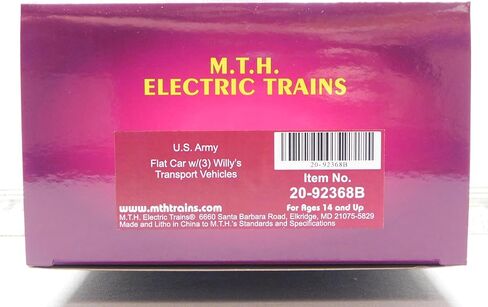 M.T.H.
ELECTRIC TRAINS
U.S. Army
Flat Car w/(3) Willy's
Transport Vehicles
20-92368B
Item No.
20-92368B
www.mthtrains.com
For Ages 14 and Up
M.T.H. Electric Trains® 6660 Santa Barbara Road, Elkridge, MD 21075-5829
Made and Litho in China to M.T.H.'s Standards and Specifications